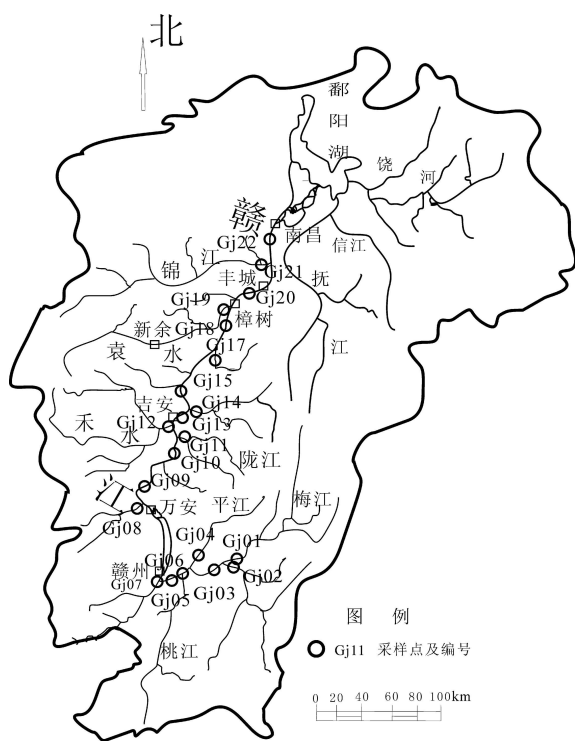 北
鄱阳湖
饶河
赣
南昌
信江
Gj22
锦江
抚江
Gj21
丰城
Gj20
Gj19
樟树
Gj18
新余
袁水
Gj17
Gj15
吉安
Gj14
Gj13
禾水
Gj12
Gj11
Gj10
陇江
Gj09
梅江
平江
万安
Gj08
Gj04
Gj01
Gj06
赣州
Gj02
Gj07
Gj05
Gj03
桃江
图 例
Gj11 采样点及编号
0 20 40 60 80 100km